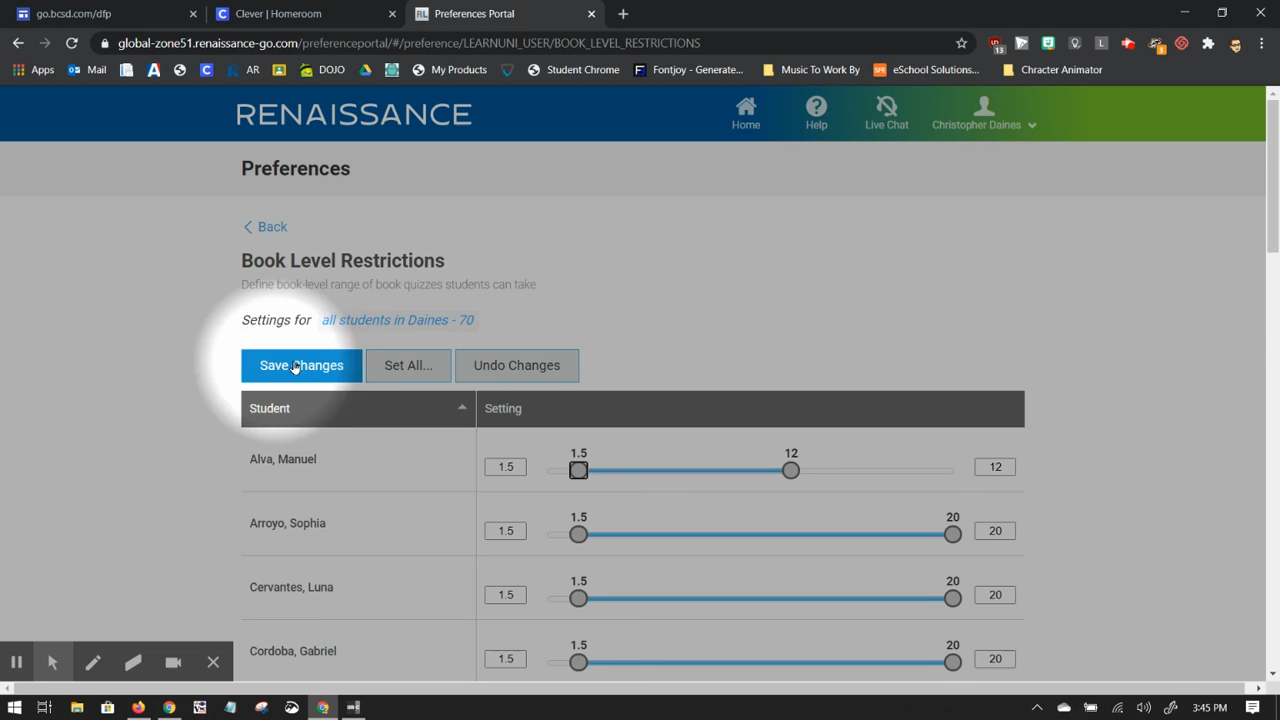 go.bcsd.com/dfp
Clever | Homeroom
Preferences Portal
global-zone51.renaissance-go.com/preferenceportal/#/preference/LEARNUNI_USER/BOOK_LEVEL_RESTRICTIONS
13
L
3
Apps
Mail
AR
DOJO
My Products
Student Chrome
Fontjoy - Generate...
Music To Work By
eSchool Solutions...
Chracter Animator
RENAISSANCE
Home
Help
Live Chat
Christopher Daines
Preferences
Back
Book Level Restrictions
Define book-level range of book quizzes students can take
Settings for all students in Daines - 70
Save Changes
Set All...
Undo Changes
Student
Setting
Alva, Manuel
1.5
1.5
12
12
Arroyo, Sophia
1.5
1.5
20
20
Cervantes, Luna
1.5
1.5
20
20
Cordoba, Gabriel
1.5
1.5
20
20
3:45 PM